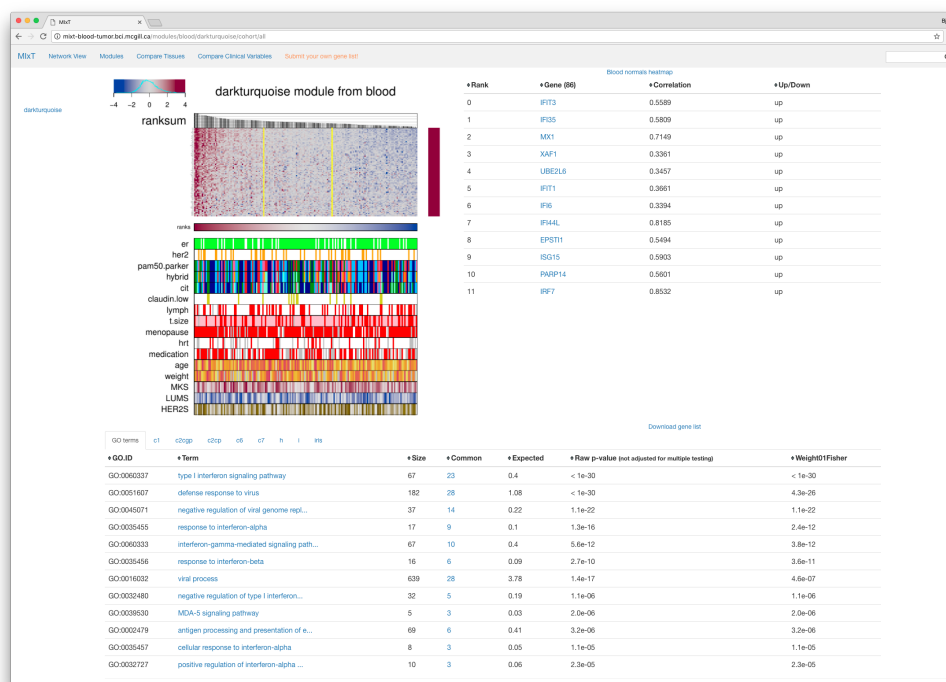 MIxT
mixt-blood-tumor.bci.mcgill.ca/modules/blood/darkturquoise/cohort/all
MIxT Network View Modules Compare Tissues Compare Clinical Variables Submit your own gene list!
darkturquoise
-4 -2 0 2 4
darkturquoise module from blood
ranksum
ranks
er
her2
pam50.parker
hybrid
cit
claudin.low
lymph
t.size
menopause
hrt
medication
age
weight
MKS
LUMS
HER2S
Blood normals heatmap
Rank Gene (86) Correlation Up/Down
0 IFIT3 0.5589 up
1 IFI35 0.5809 up
2 MX1 0.7149 up
3 XAF1 0.3361 up
4 UBE2L6 0.3457 up
5 IFIT1 0.3661 up
6 IFI6 0.3394 up
7 IFI44L 0.8185 up
8 EPSTI1 0.5494 up
9 ISG15 0.5903 up
10 PARP14 0.5601 up
11 IRF7 0.8532 up
Download gene list
GO terms c1 c2cgp c2cp c6 c7 h i iris
GO.ID Term Size Common Expected Raw p-value (not adjusted for multiple testing) Weight01Fisher
GO:0060337 type I interferon signaling pathway 67 23 0.4 < 1e-30 < 1e-30
GO:0051607 defense response to virus 182 28 1.08 < 1e-30 4.3e-26
GO:0045071 negative regulation of viral genome repl... 37 14 0.22 1.1e-22 1.1e-22
GO:0035455 response to interferon-alpha 17 9 0.1 1.3e-16 2.4e-12
GO:0060333 interferon-gamma-mediated signaling path... 67 10 0.4 5.6e-12 3.8e-12
GO:0035456 response to interferon-beta 16 6 0.09 2.7e-10 3.6e-11
GO:0016032 viral process 639 28 3.78 1.4e-17 4.6e-07
GO:0032480 negative regulation of type I interferon... 32 5 0.19 1.1e-06 1.1e-06
GO:0039530 MDA-5 signaling pathway 5 3 0.03 2.0e-06 2.0e-06
GO:0002479 antigen processing and presentation of e... 69 6 0.41 3.2e-06 3.2e-06
GO:0035457 cellular response to interferon-alpha 8 3 0.05 1.1e-05 1.1e-05
GO:0032727 positive regulation of interferon-alpha ... 10 3 0.06 2.3e-05 2.3e-05